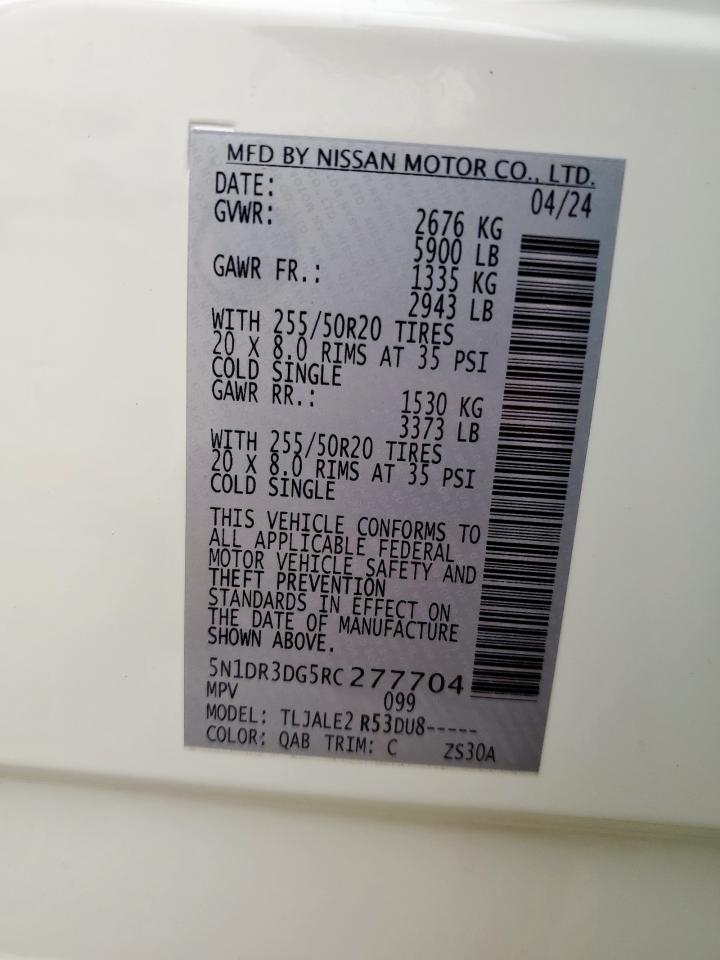 MFD BY NISSAN MOTOR CO., LTD.
DATE: 04/24
GVWR: 2676 KG
5900 LB
GAWR FR.: 1335 KG
2943 LB
WITH 255/50R20 TIRES
20 X 8.0 RIMS AT 35 PSI
COLD SINGLE
GAWR RR.: 1530 KG
3373 LB
WITH 255/50R20 TIRES
20 X 8.0 RIMS AT 35 PSI
COLD SINGLE
THIS VEHICLE CONFORMS TO
ALL APPLICABLE FEDERAL
MOTOR VEHICLE SAFETY AND
THEFT PREVENTION
STANDARDS IN EFFECT ON
THE DATE OF MANUFACTURE
SHOWN ABOVE.
5N1DR3DG5RC277704
MPV 099
MODEL: TLJALE2 R53DU8-----
COLOR: QAB TRIM: C ZS30A